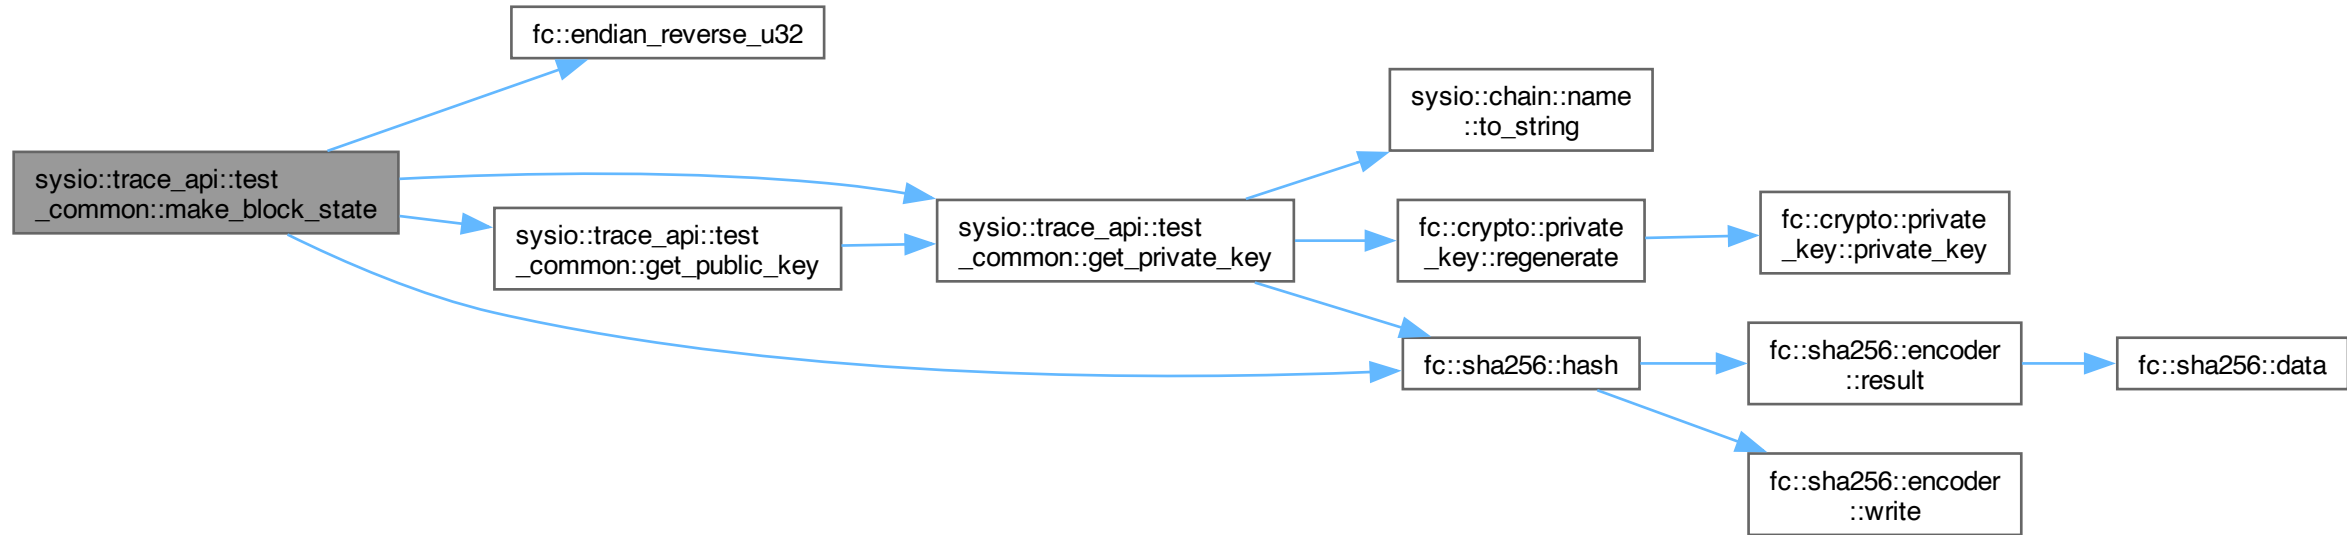 fc::endian_reverse_u32
sysio::chain::name
::to_string
sysio::trace_api::test
_common::make_block_state
sysio::trace_api::test
_common::get_public_key
sysio::trace_api::test
_common::get_private_key
fc::crypto::private
_key::regenerate
fc::crypto::private
_key::private_key
fc::sha256::hash
fc::sha256::encoder
::result
fc::sha256::data
fc::sha256::encoder
::write